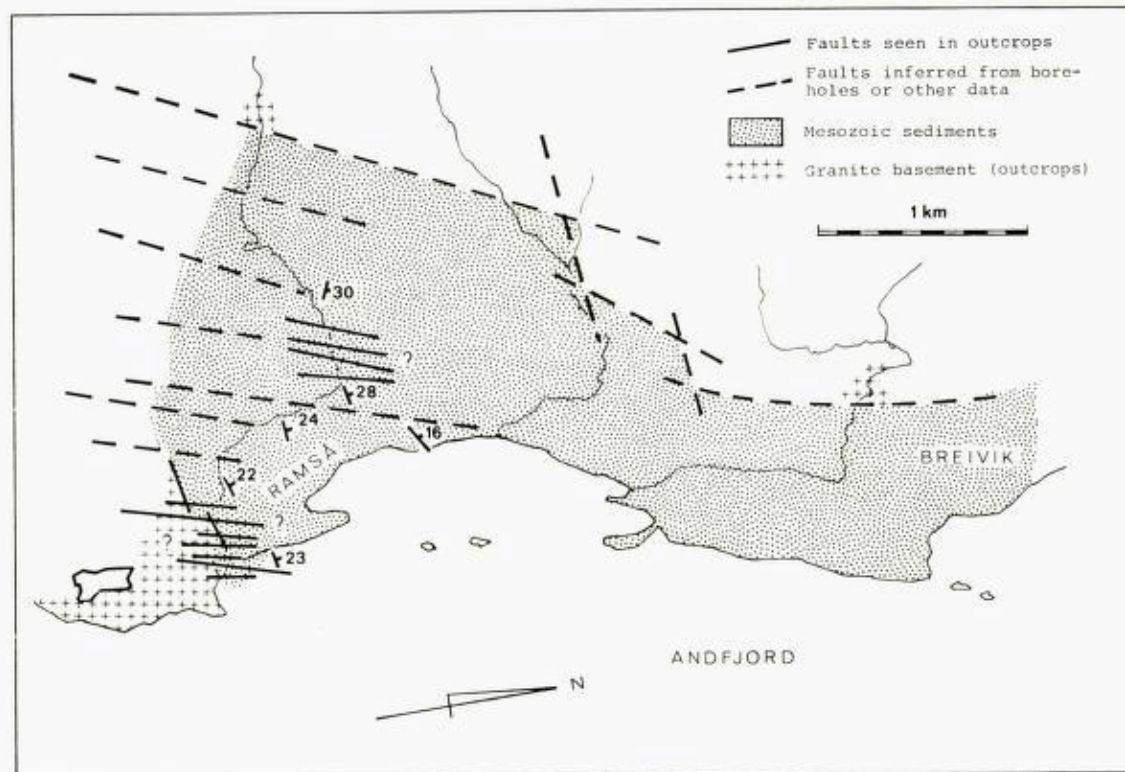 Faults seen in outcrops
Faults inferred from bore-
holes or other data
Mesozoic sediments
Granite basement (outcrops)
1 km
30
?
28
24
16
22
RAMSÅ
BREIVIK
?
?
23
ANDFJORD
N